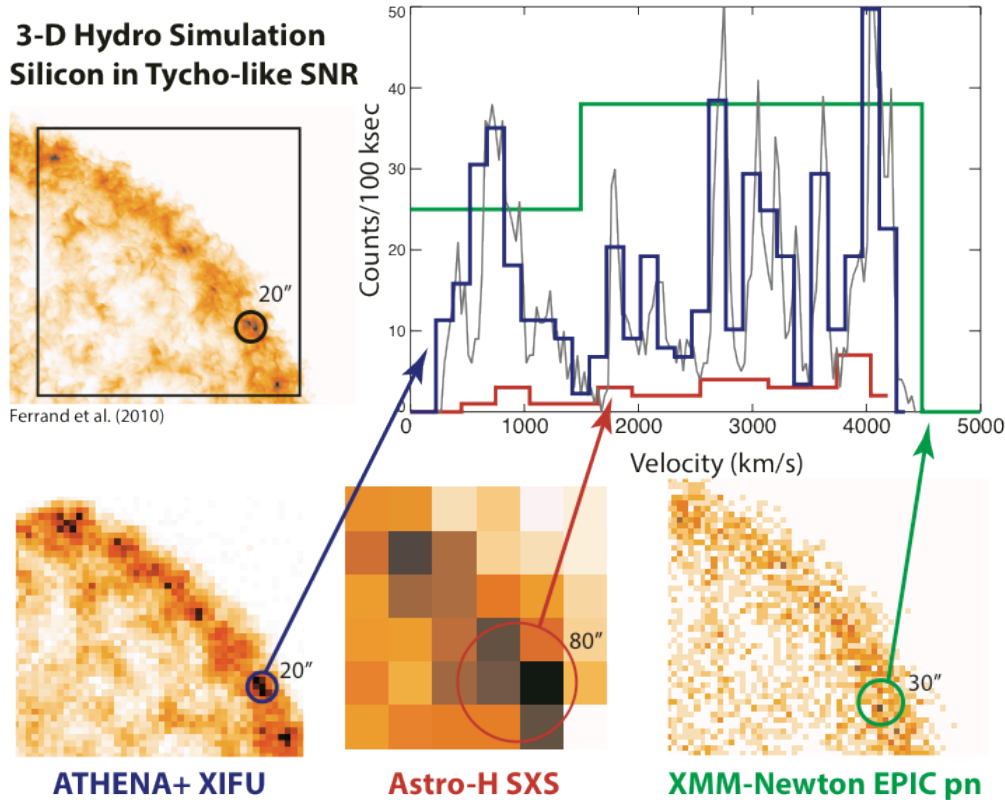 3-D Hydro Simulation
Silicon in Tycho-like SNR
20″
Ferrand et al. (2010)
Counts/100 ksec
50
40
30
20
10
0
0
1000
2000
3000
4000
5000
Velocity (km/s)
20″
80″
30″
ATHENA+ XIFU
Astro-H SXS
XMM-Newton EPIC pn